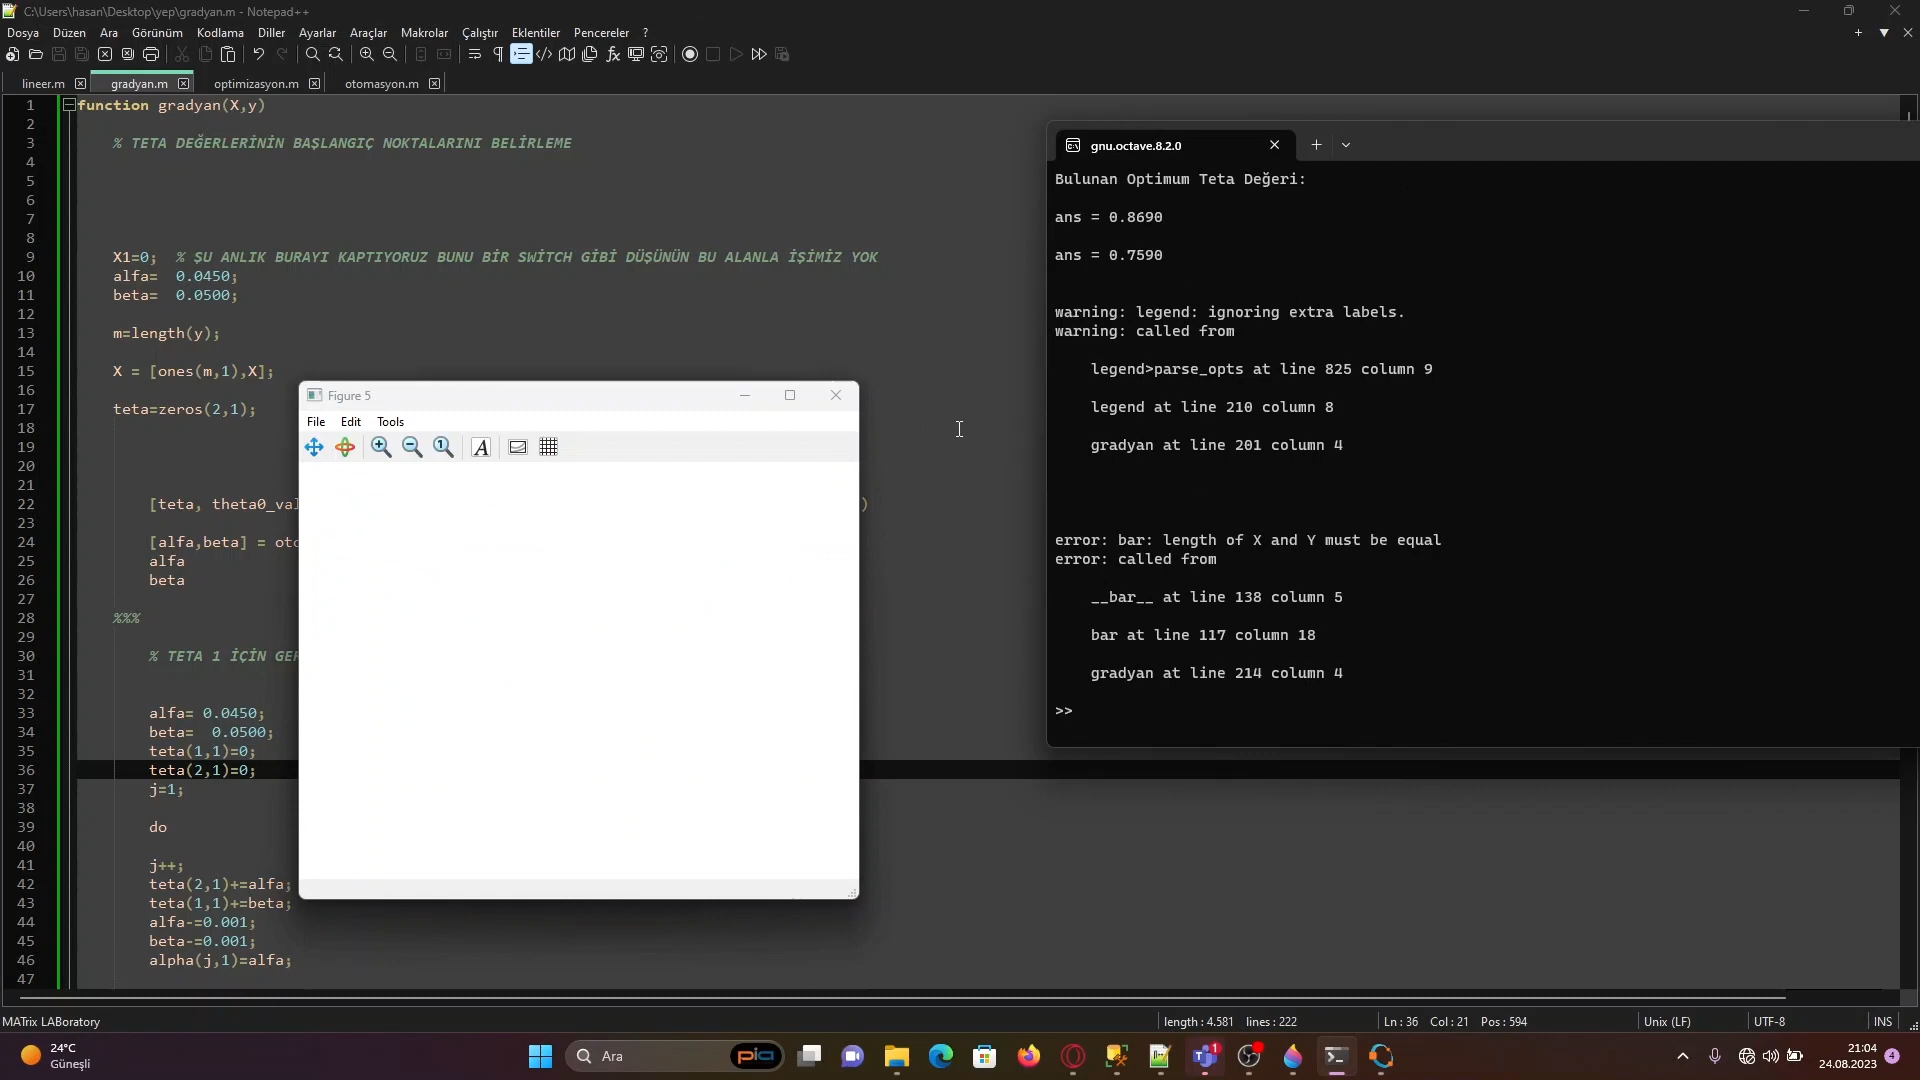 C:\Users\hasan\Desktop\yep\gradyan.m - Notepad++
Dosya Düzen Ara Görünüm Kodlama Diller Ayarlar Araçlar Makrolar Çalıştır Eklentiler Pencereler ?
lineer.m gradyan.m optimizasyon.m otomasyon.m
1 function gradyan(X,y)
2
3 % TETA DEĞERLERİNİN BAŞLANGIÇ NOKTALARINI BELİRLEME
4
5
6
7
8
9 X1=0; % ŞU ANLIK BURAYI KAPTIYORUZ BUNU BİR SWİTCH GİBİ DÜŞÜNÜN BU ALANLA İŞİMİZ YOK
10 alfa= 0.0450;
11 beta= 0.0500;
12
13 m=length(y);
14
15 X = [ones(m,1),X];
16
17 teta=zeros(2,1);
18
19
20
21
22 [teta, theta0_val )
23
24 [alfa,beta] = oto
25 alfa
26 beta
27
28 %%%
29
30 % TETA 1 İÇİN GE
31
32
33 alfa= 0.0450;
34 beta= 0.0500;
35 teta(1,1)=0;
36 teta(2,1)=0;
37 j=1;
38
39 do
40
41 j++;
42 teta(2,1)+=alfa;
43 teta(1,1)+=beta;
44 alfa-=0.001;
45 beta-=0.001;
46 alpha(j,1)=alfa;
47
Figure 5
File Edit Tools
gnu.octave.8.2.0
Bulunan Optimum Teta Değeri:
ans = 0.8690
ans = 0.7590
warning: legend: ignoring extra labels.
warning: called from
legend>parse_opts at line 825 column 9
legend at line 210 column 8
gradyan at line 201 column 4
error: bar: length of X and Y must be equal
error: called from
__bar__ at line 138 column 5
bar at line 117 column 18
gradyan at line 214 column 4
>>
MATrix LABoratory length : 4.581 lines : 222 Ln : 36 Col : 21 Pos : 594 Unix (LF) UTF-8 INS
24°C
Güneşli
Ara
pia
1
21:04
24.08.2023
4